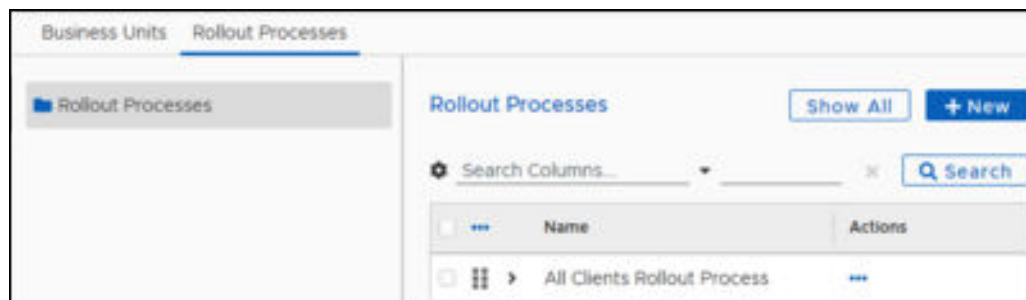 Business Units Rollout Processes
Rollout Processes
Rollout Processes Show All + New
Search Columns... Search
Name Actions
All Clients Rollout Process